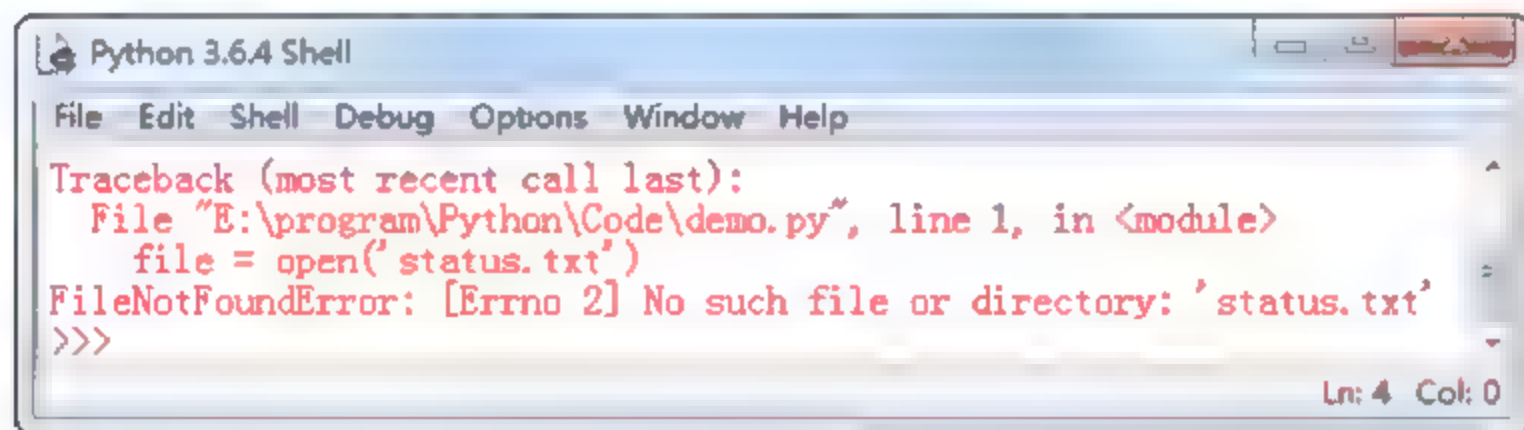 Python 3.6.4 Shell
File Edit Shell Debug Options Window Help
Traceback (most recent call last):
  File "E:\program\Python\Code\demo.py", line 1, in <module>
    file = open('status.txt')
FileNotFoundError: [Errno 2] No such file or directory: 'status.txt'
>>>
Ln: 4 Col: 0